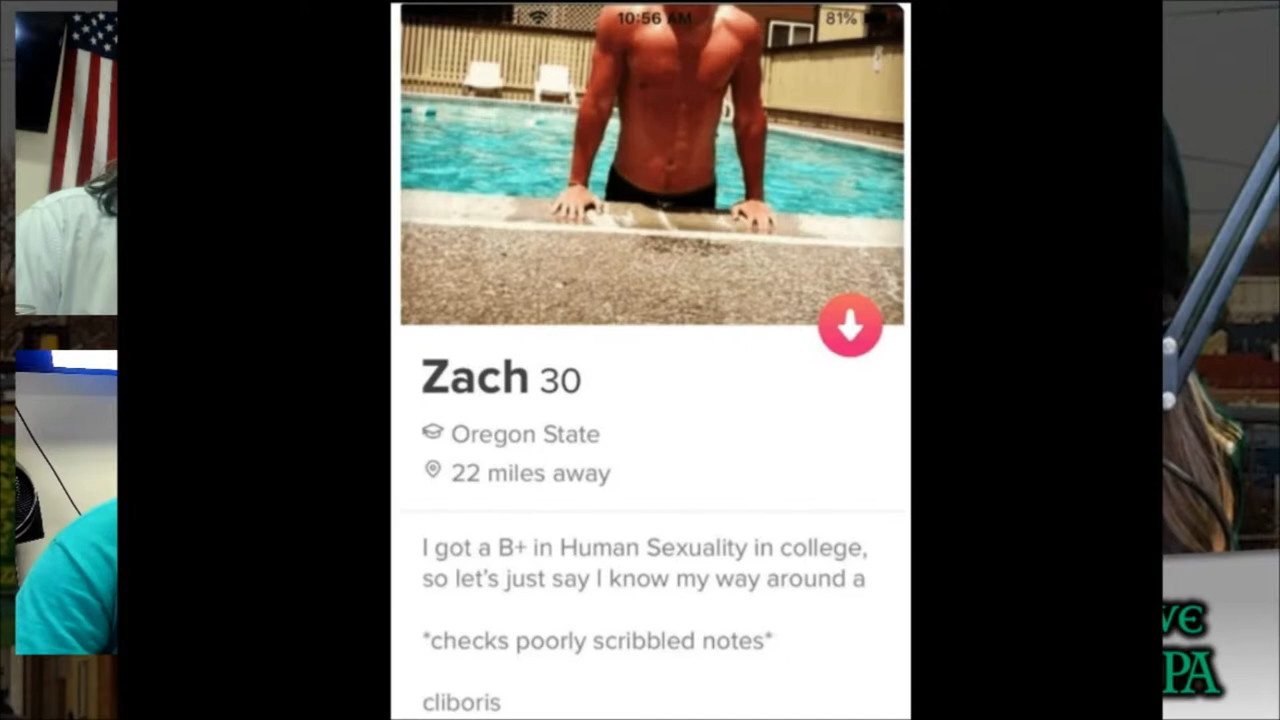 10:56 AM
81%
Zach 30
Oregon State
22 miles away
I got a B+ in Human Sexuality in college,
so let's just say I know my way around a
*checks poorly scribbled notes*
cliboris
VE
PA